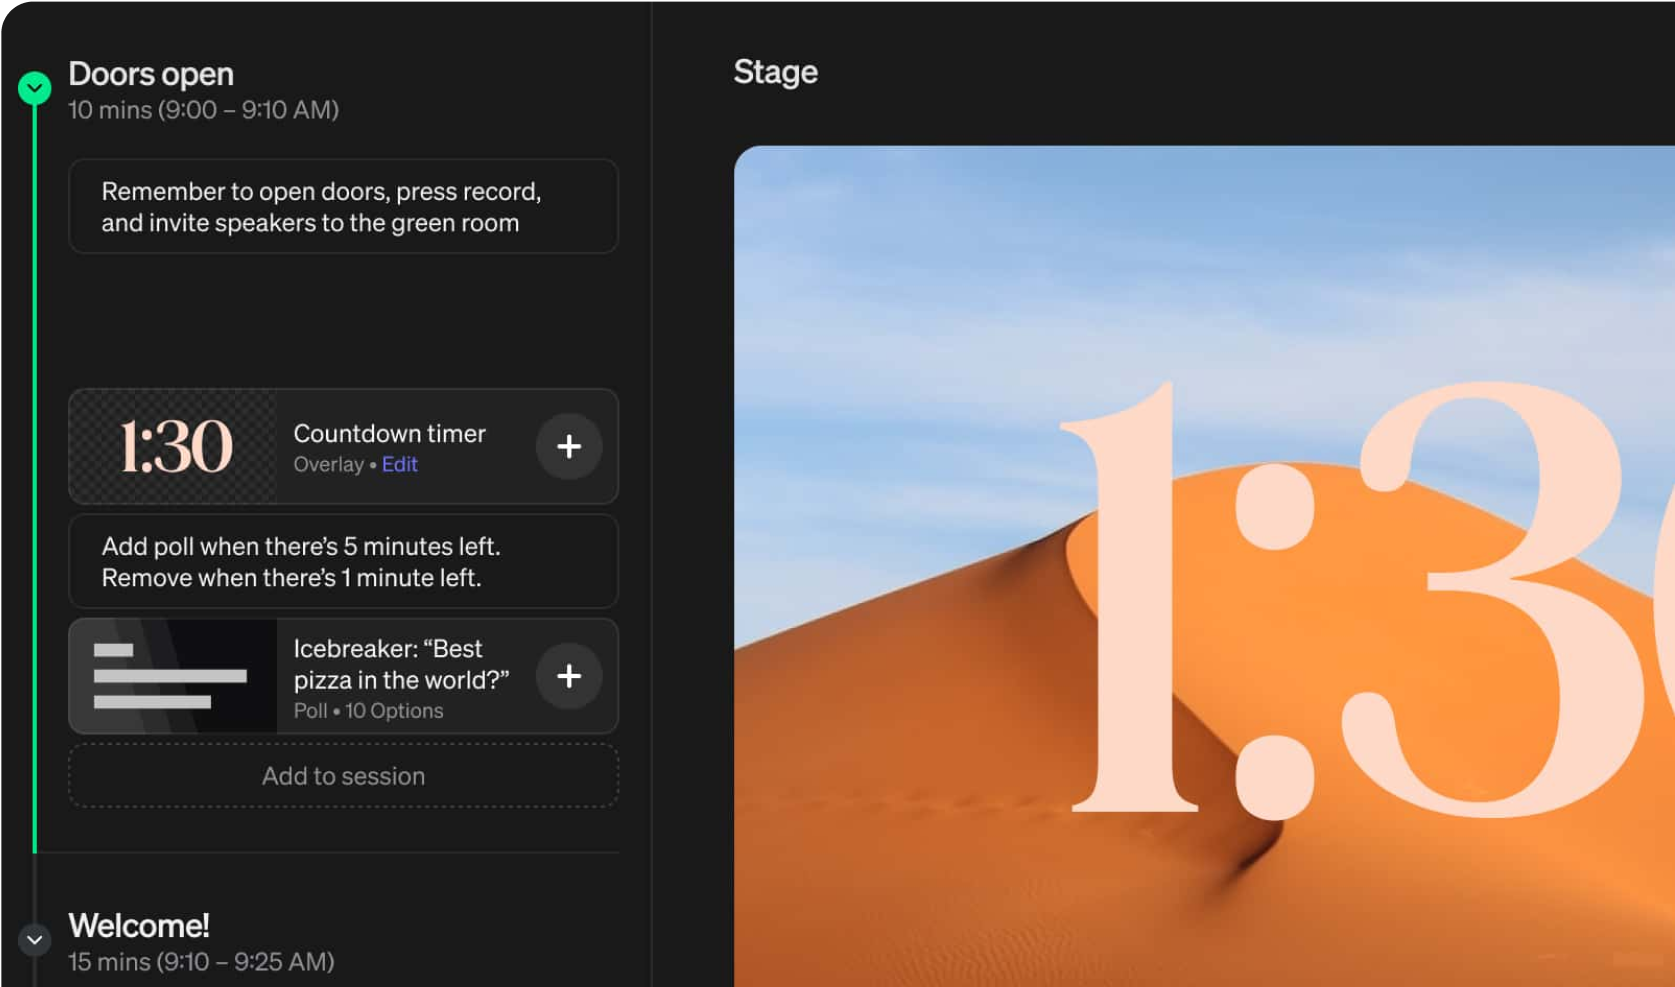 Doors open
10 mins (9:00 – 9:10 AM)
Remember to open doors, press record,
and invite speakers to the green room
1:30
Countdown timer
Overlay • Edit
Add poll when there’s 5 minutes left.
Remove when there’s 1 minute left.
Icebreaker: “Best
pizza in the world?”
Poll • 10 Options
Add to session
Welcome!
15 mins (9:10 – 9:25 AM)
Stage
1:3